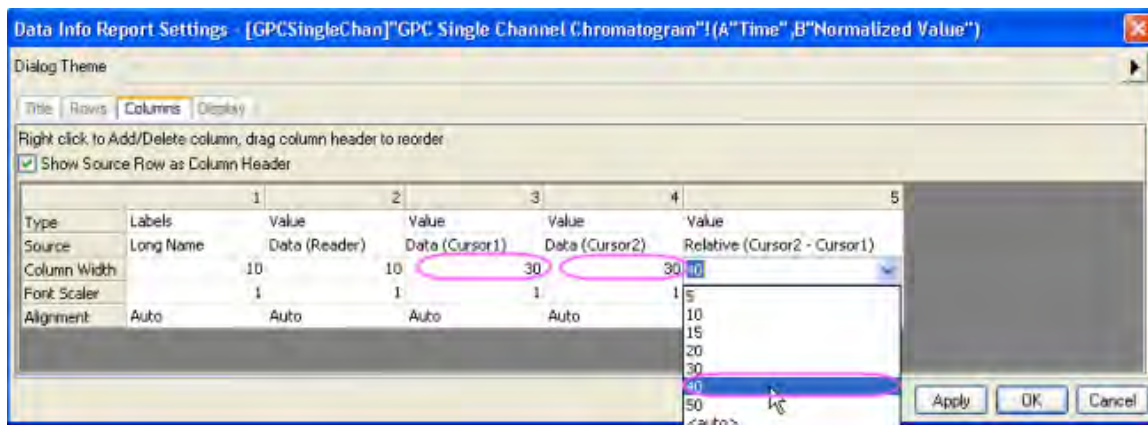 Data Info Report Settings - [GPCSingleChan]"GPC Single Channel Chromatogram"!(A"Time",B"Normalized Value")
Dialog Theme
Title Rows Columns Display
Right click to Add/Delete column, drag column header to reorder
Show Source Row as Column Header
1 2 3 4 5
Type Labels Value Value Value Value
Source Long Name Data (Reader) Data (Cursor1) Data (Cursor2) Relative (Cursor2 - Cursor1)
Column Width 10 10 30 30 40
Font Scaler 1 1 1 1
Alignment Auto Auto Auto Auto
5
10
15
20
30
40
50
<auto>
Apply OK Cancel